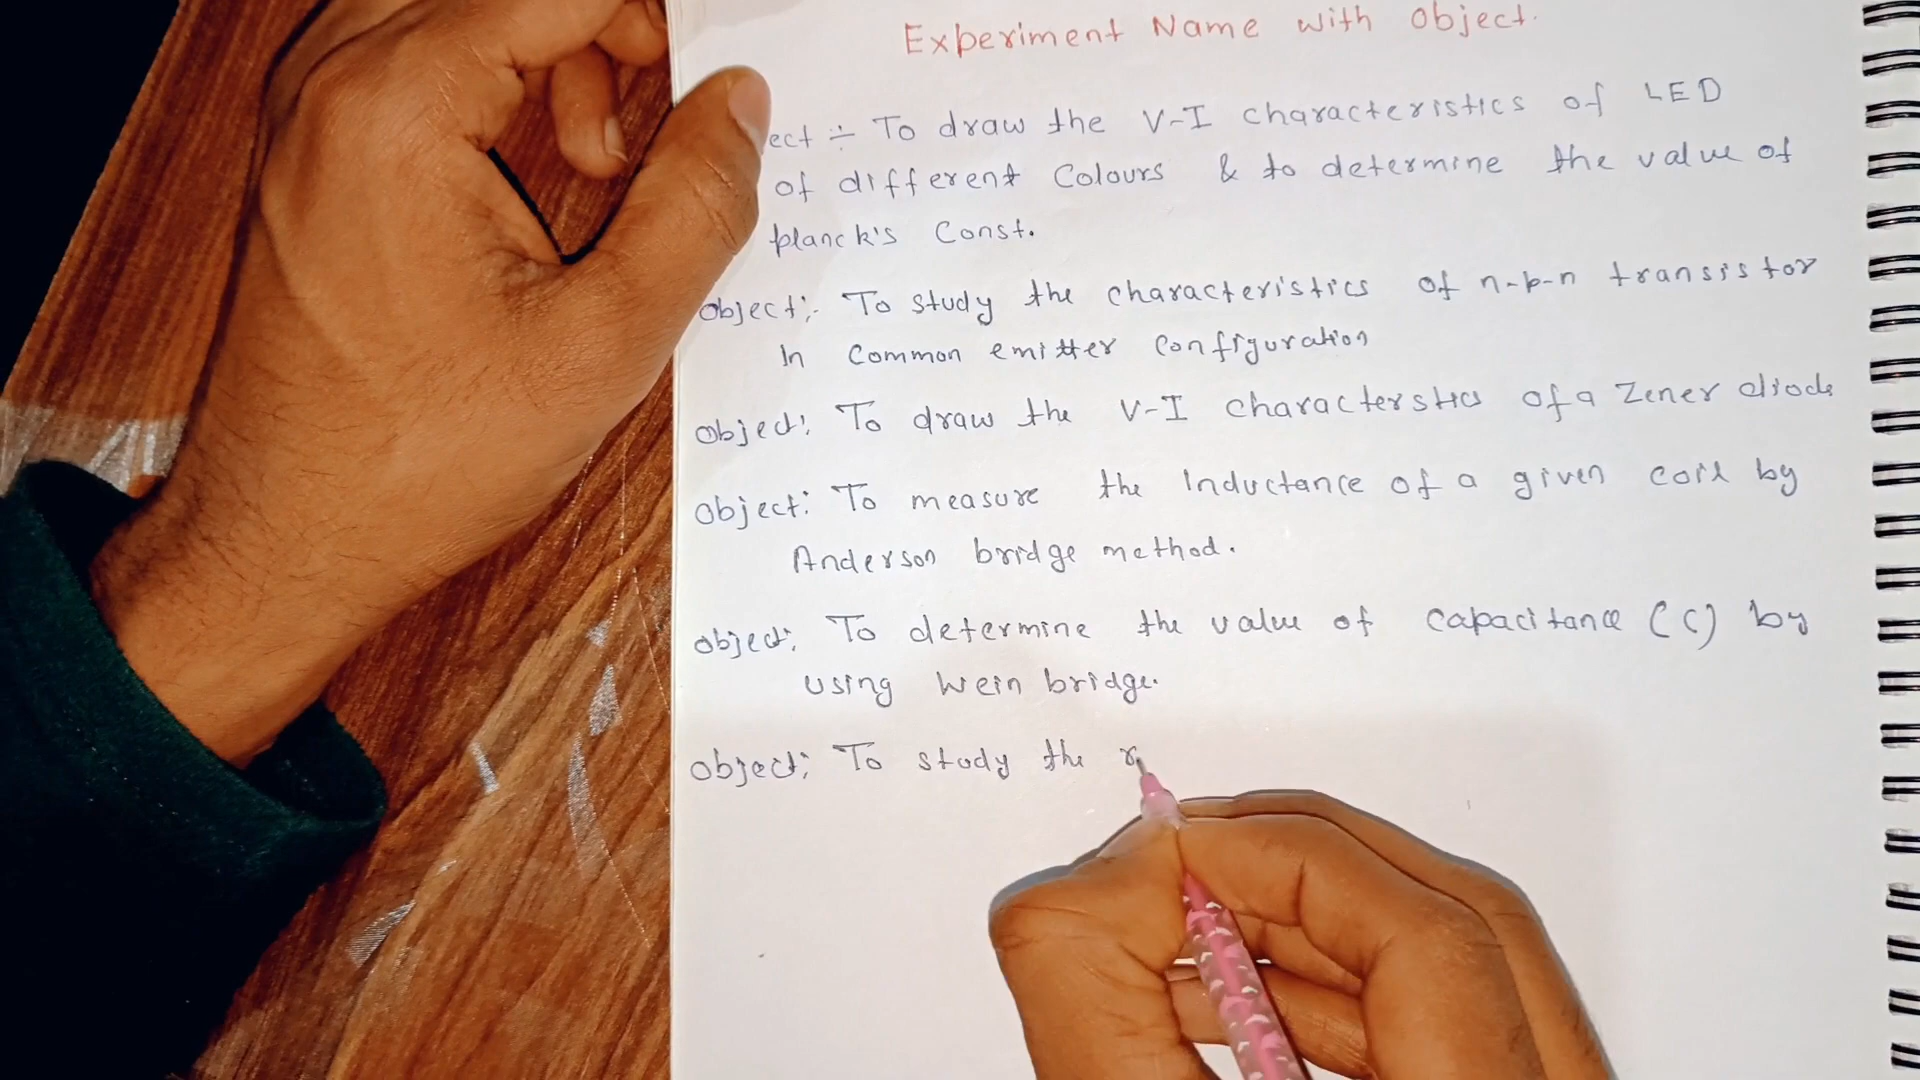 Experiment Name with Object.
ect ÷ To draw the V-I characteristics of LED
of different Colours & to determine the value of
planck's Const.
Object:- To study the characteristics of n-p-n transistor
In Common emitter Configuration
Object: To draw the V-I characterstics of a Zener diode
Object: To measure the Inductance of a given coil by
Anderson bridge method.
Object: To determine the value of Capacitance (C) by
using Wein bridge.
Object: To study the r